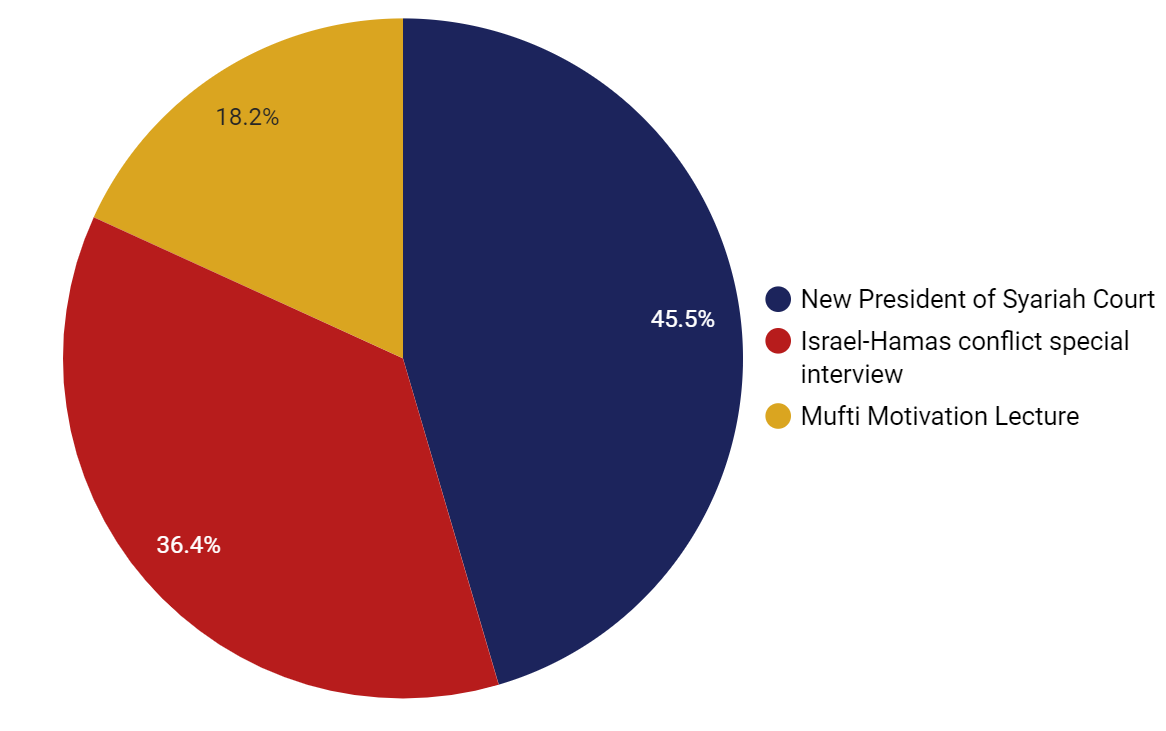 18.2%
45.5%
36.4%
New President of Syariah Court
Israel-Hamas conflict special
interview
Mufti Motivation Lecture